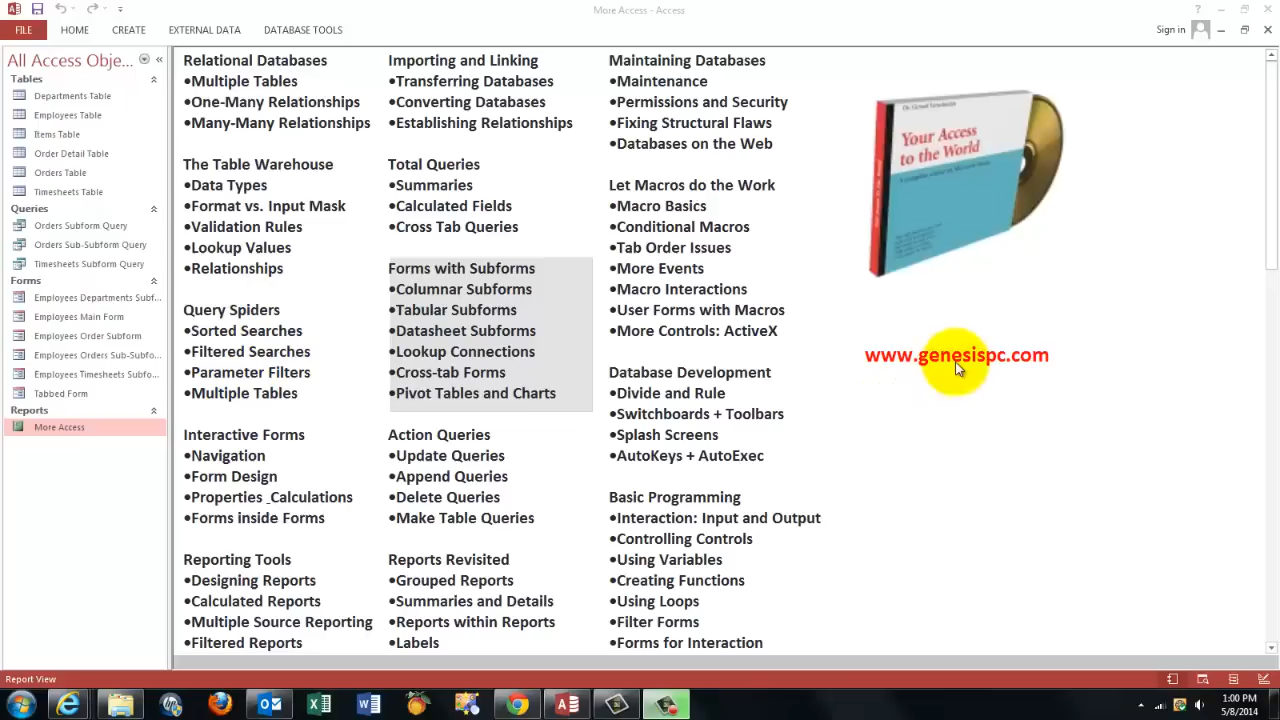 More Access - Access
FILE
HOME
CREATE
EXTERNAL DATA
DATABASE TOOLS
Sign in
All Access Obje...
Tables
Departments Table
Employees Table
Items Table
Order Detail Table
Orders Table
Timesheets Table
Queries
Orders Subform Query
Orders Sub-Subform Query
Timesheets Subform Query
Forms
Employees Departments Subf...
Employees Main Form
Employees Order Subform
Employees Orders Sub-Subfo...
Employees Timesheets Subfo...
Tabbed Form
Reports
More Access
Relational Databases
•Multiple Tables
•One-Many Relationships
•Many-Many Relationships
The Table Warehouse
•Data Types
•Format vs. Input Mask
•Validation Rules
•Lookup Values
•Relationships
Query Spiders
•Sorted Searches
•Filtered Searches
•Parameter Filters
•Multiple Tables
Interactive Forms
•Navigation
•Form Design
•Properties _Calculations
•Forms inside Forms
Reporting Tools
•Designing Reports
•Calculated Reports
•Multiple Source Reporting
•Filtered Reports
Importing and Linking
•Transferring Databases
•Converting Databases
•Establishing Relationships
Total Queries
•Summaries
•Calculated Fields
•Cross Tab Queries
Forms with Subforms
•Columnar Subforms
•Tabular Subforms
•Datasheet Subforms
•Lookup Connections
•Cross-tab Forms
•Pivot Tables and Charts
Action Queries
•Update Queries
•Append Queries
•Delete Queries
•Make Table Queries
Reports Revisited
•Grouped Reports
•Summaries and Details
•Reports within Reports
•Labels
Maintaining Databases
•Maintenance
•Permissions and Security
•Fixing Structural Flaws
•Databases on the Web
Let Macros do the Work
•Macro Basics
•Conditional Macros
•Tab Order Issues
•More Events
•Macro Interactions
•User Forms with Macros
•More Controls: ActiveX
Database Development
•Divide and Rule
•Switchboards + Toolbars
•Splash Screens
•AutoKeys + AutoExec
Basic Programming
•Interaction: Input and Output
•Controlling Controls
•Using Variables
•Creating Functions
•Using Loops
•Filter Forms
•Forms for Interaction
Your Access
to the World
www.genesispc.com
Report View
1:00 PM
5/8/2014